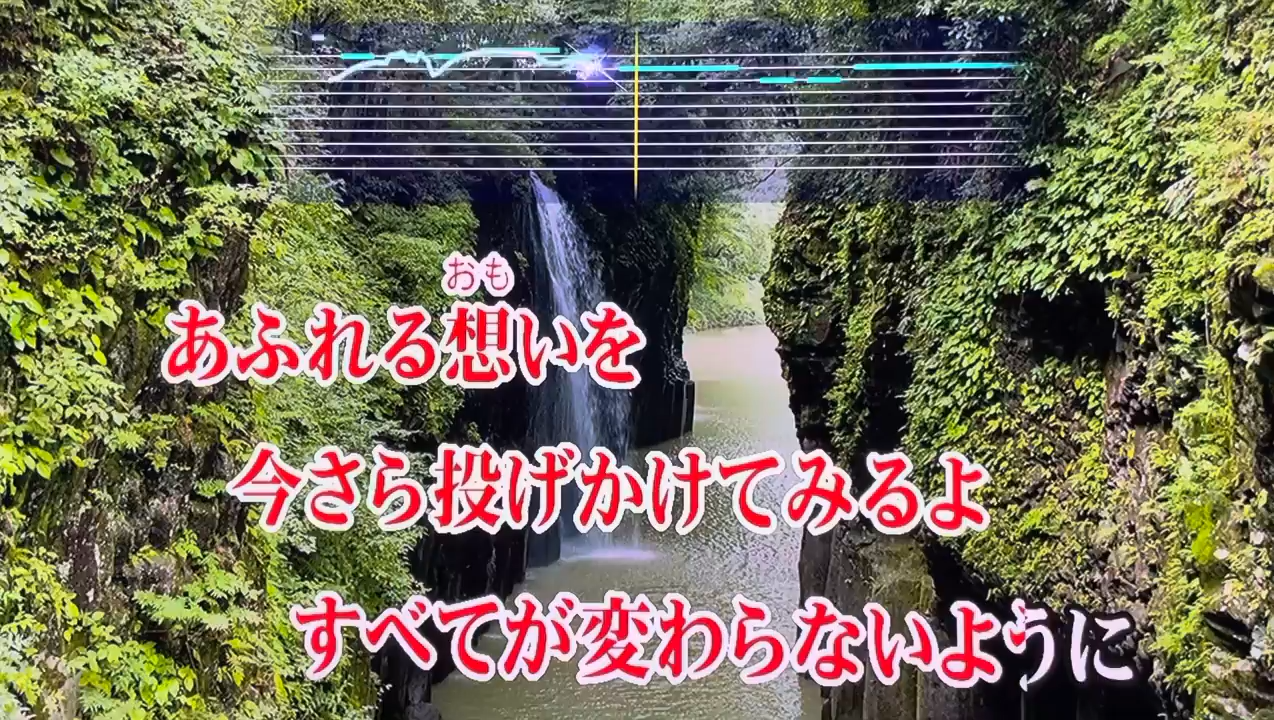 おも
あふれる想いを
今さら投げかけてみるよ
すべてが変わらないように